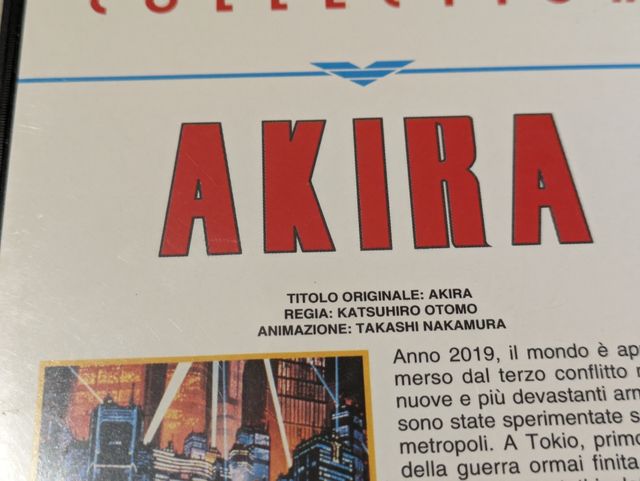 COLLECTION
AKIRA
TITOLO ORIGINALE: AKIRA
REGIA: KATSUHIRO OTOMO
ANIMAZIONE: TAKASHI NAKAMURA
Anno 2019, il mondo è
merso dal terzo conflitto
nuove e più devastanti
sono state sperimentate
metropoli. A Tokio,
della guerra ormai finita